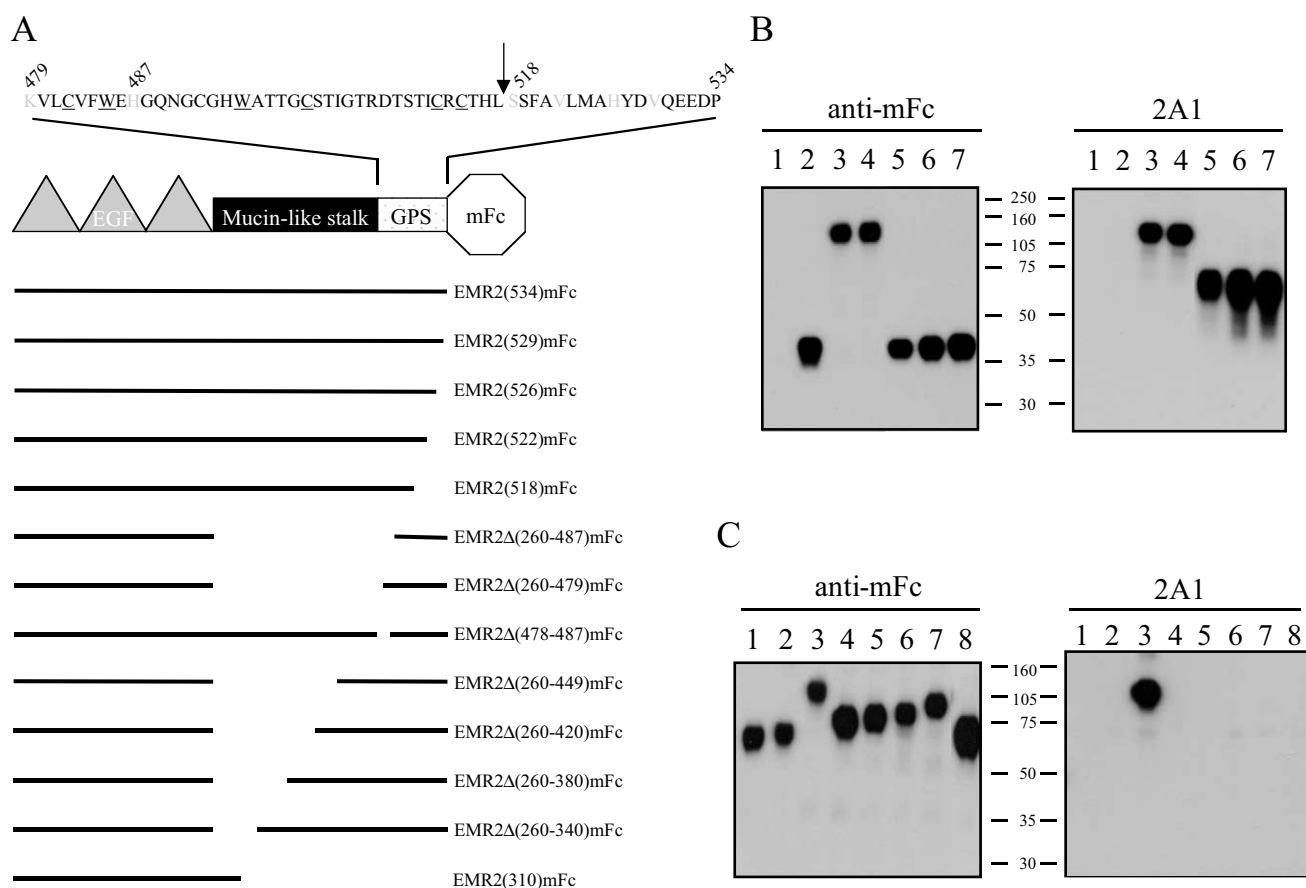 A
479 487 518 534
KVLCVFWEHGQNGCGHWATTGCSTIGTRDTSTICRCTHLSSFAVLMAHYDVQEEDP
EGF Mucin-like stalk GPS mFc
EMR2(534)mFc
EMR2(529)mFc
EMR2(526)mFc
EMR2(522)mFc
EMR2(518)mFc
EMR2Δ(260-487)mFc
EMR2Δ(260-479)mFc
EMR2Δ(478-487)mFc
EMR2Δ(260-449)mFc
EMR2Δ(260-420)mFc
EMR2Δ(260-380)mFc
EMR2Δ(260-340)mFc
EMR2(310)mFc
B
anti-mFc 2A1
1 2 3 4 5 6 7 1 2 3 4 5 6 7
250
160
105
75
50
35
30
C
anti-mFc 2A1
1 2 3 4 5 6 7 8 1 2 3 4 5 6 7 8
160
105
75
50
35
30